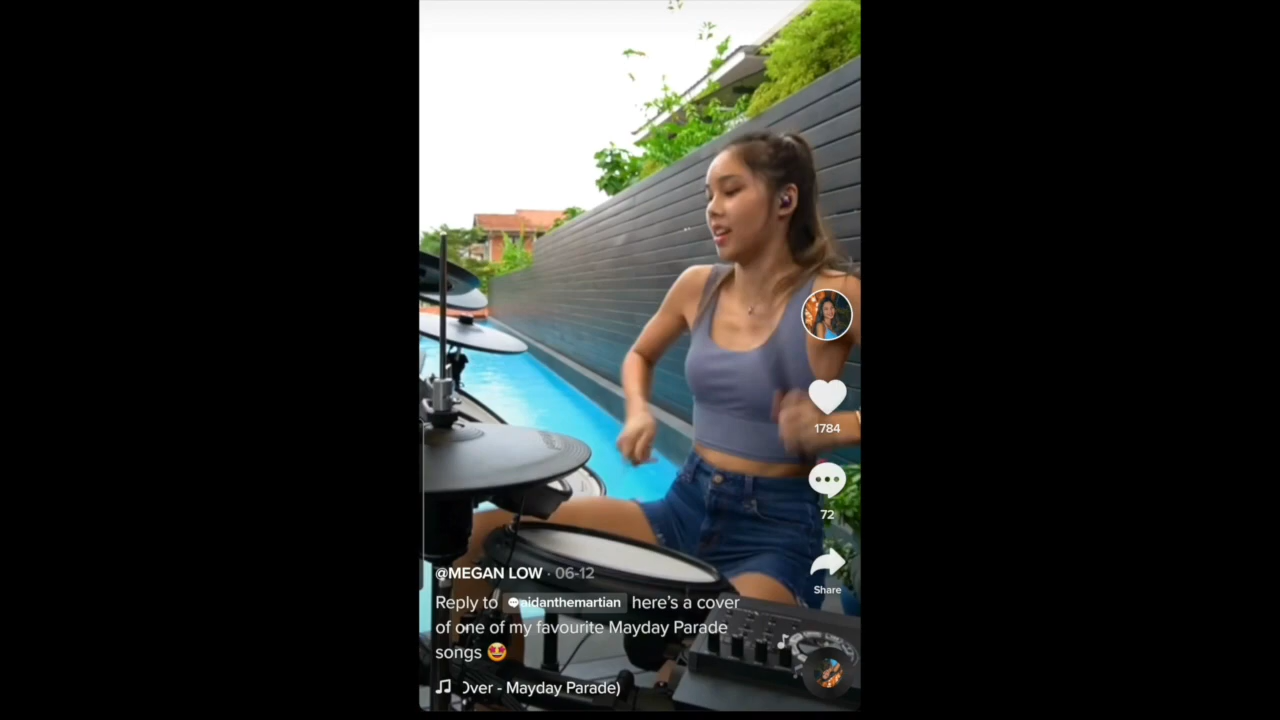 1784
72
Share
@MEGAN LOW · 06-12
Reply to aidanthemartian here's a cover
of one of my favourite Mayday Parade
songs 🤩
Over - Mayday Parade)